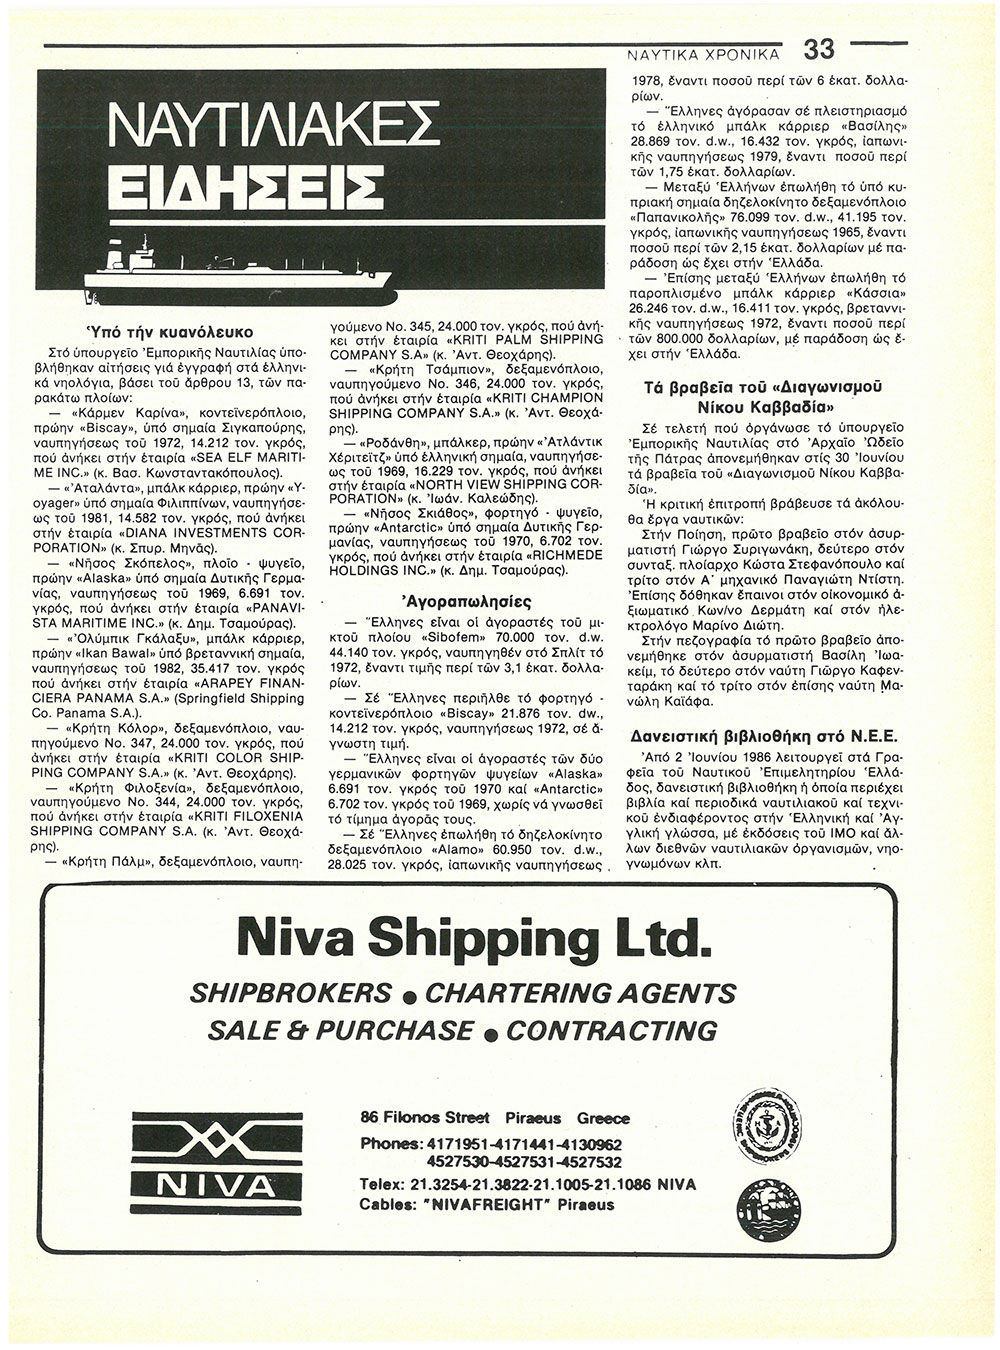 ΝΑΥΤΙΚΑ ΧΡΟΝΙΚΑ 33
ΝΑΥΤΙΛΙΑΚΕΣ
ΕΙΔΗΣΕΙΣ
Ὑπό τήν κυανόλευκο
Στό ὑπουργεῖο Ἐμπορικῆς Ναυτιλίας ὑπο-
βλήθηκαν αἰτήσεις γιά ἐγγραφή στά ἑλληνι-
κά νηολόγια, βάσει τοῦ ἄρθρου 13, τῶν πα-
ρακάτω πλοίων:
— «Κάρμεν Καρίνα», κοντεϊνερόπλοιο,
πρώην «Biscay», ὑπό σημαία Σιγκαπούρης,
ναυπηγήσεως τοῦ 1972, 14.212 τον. γκρός,
πού ἀνήκει στήν ἑταιρία «SEA ELF MARITI-
ME INC.» (κ. Βασ. Κωνσταντακόπουλος).
— «Ἀταλάντα», μπάλκ κάρριερ, πρώην «Y-
oyager» ὑπό σημαία Φιλιππίνων, ναυπηγήσε-
ως τοῦ 1981, 14.582 τον. γκρός, πού ἀνήκει
στήν ἑταιρία «DIANA INVESTMENTS COR-
PORATION» (κ. Σπυρ. Μηνᾶς).
— «Νῆσος Σκόπελος», πλοῖο - ψυγεῖο,
πρώην «Alaska» ὑπό σημαία Δυτικῆς Γερμα-
νίας, ναυπηγήσεως τοῦ 1969, 6.691 τον.
γκρός, πού ἀνήκει στήν ἑταιρία «PANAVI-
STA MARITIME INC.» (κ. Δημ. Τσαμούρας).
— «Ὀλύμπικ Γκάλαξυ», μπάλκ κάρριερ,
πρώην «Ikan Bawal» ὑπό βρεταννική σημαία,
ναυπηγήσεως τοῦ 1982, 35.417 τον. γκρός
πού ἀνήκει στήν ἑταιρία «ARAPEY FINAN-
CIERA PANAMA S.A.» (Springfield Shipping
Co. Panama S.A.).
— «Κρήτη Κόλορ», δεξαμενόπλοιο, ναυ-
πηγούμενο No. 347, 24.000 τον. γκρός, πού
ἀνήκει στήν ἑταιρία «KRITI COLOR SHIP-
PING COMPANY S.A.» (κ. Ἀντ. Θεοχάρης).
— «Κρήτη Φιλοξενία», δεξαμενόπλοιο,
ναυπηγούμενο No. 344, 24.000 τον. γκρός,
πού ἀνήκει στήν ἑταιρία «KRITI FILOXENIA
SHIPPING COMPANY S.A. (κ. Ἀντ. Θεοχά-
ρης).
— «Κρήτη Πάλμ», δεξαμενόπλοιο, ναυπη-
γούμενο No. 345, 24.000 τον. γκρός, πού ἀνή-
κει στήν ἑταιρία «KRITI PALM SHIPPING
COMPANY S.A» (κ. Ἀντ. Θεοχάρης).
— «Κρήτη Τσάμπιον», δεξαμενόπλοιο,
ναυπηγούμενο No. 346, 24.000 τον. γκρός,
πού ἀνήκει στήν ἑταιρία «KRITI CHAMPION
SHIPPING COMPANY S.A.» (κ. Ἀντ. Θεοχά-
ρης).
— «Ροδάνθη», μπάλκερ, πρώην «Ἀτλάντικ
Χέριτεϊτζ» ὑπό ἑλληνική σημαία, ναυπηγήσε-
ως τοῦ 1969, 16.229 τον. γκρός, πού ἀνήκει
στήν ἑταιρία «NORTH VIEW SHIPPING COR-
PORATION» (κ. Ἰωάν. Καλεώδης).
— «Νῆσος Σκιάθος», φορτηγό - ψυγεῖο,
πρώην «Antarctic» ὑπό σημαία Δυτικῆς Γερ-
μανίας, ναυπηγήσεως τοῦ 1970, 6.702 τον.
γκρός, πού ἀνήκει στήν ἑταιρία «RICHMEDE
HOLDINGS INC.» (κ. Δημ. Τσαμούρας).
Ἀγοραπωλησίες
— Ἕλληνες εἶναι οἱ ἀγοραστές τοῦ μι-
κτοῦ πλοίου «Sibofem» 70.000 τον. d.w.
44.140 τον. γκρός, ναυπηγηθέν στό Σπλίτ τό
1972, ἔναντι τιμῆς περί τῶν 3,1 ἑκατ. δολλα-
ρίων.
— Σέ Ἕλληνες περιῆλθε τό φορτηγό -
κοντεϊνερόπλοιο «Biscay» 21.876 τον. dw.,
14.212 τον. γκρός, ναυπηγήσεως 1972, σέ ἄ-
γνωστη τιμή.
— Ἕλληνες εἶναι οἱ ἀγοραστές τῶν δύο
γερμανικῶν φορτηγῶν ψυγείων «Alaska»
6.691 τον. γκρός τοῦ 1970 καί «Antarctic»
6.702 τον. γκρός τοῦ 1969, χωρίς νά γνωσθεῖ
τό τίμημα ἀγορᾶς τους.
— Σέ Ἕλληνες ἐπωλήθη τό δηζελοκίνητο
δεξαμενόπλοιο «Alamo» 60.950 τον. d.w.,
28.025 τον. γκρός, ἰαπωνικῆς ναυπηγήσεως
1978, ἔναντι ποσοῦ περί τῶν 6 ἑκατ. δολλα-
ρίων.
— Ἕλληνες ἀγόρασαν σέ πλειστηριασμό
τό ἑλληνικό μπάλκ κάρριερ «Βασίλης»
28.869 τον. d.w., 16.432 τον. γκρός, ἰαπωνι-
κῆς ναυπηγήσεως 1979, ἔναντι ποσοῦ περί
τῶν 1,75 ἑκατ. δολλαρίων.
— Μεταξύ Ἑλλήνων ἐπωλήθη τό ὑπό κυ-
πριακή σημαία δηζελοκίνητο δεξαμενόπλοιο
«Παπανικολῆς» 76.099 τον. d.w., 41.195 τον.
γκρός, ἰαπωνικῆς ναυπηγήσεως 1965, ἔναντι
ποσοῦ περί τῶν 2,15 ἑκατ. δολλαρίων μέ πα-
ράδοση ὡς ἔχει στήν Ἑλλάδα.
— Ἐπίσης μεταξύ Ἑλλήνων ἐπωλήθη τό
παροπλισμένο μπάλκ κάρριερ «Κάσσια»
26.246 τον. d.w., 16.411 τον. γκρός, βρεταννι-
κῆς ναυπηγήσεως 1972, ἔναντι ποσοῦ περί
τῶν 800.000 δολλαρίων, μέ παράδοση ὡς ἔ-
χει στήν Ἑλλάδα.
Τά βραβεῖα τοῦ «Διαγωνισμοῦ
Νίκου Καββαδία»
Σέ τελετή πού ὀργάνωσε τό ὑπουργεῖο
Ἐμπορικῆς Ναυτιλίας στό Ἀρχαῖο Ὠδεῖο
τῆς Πάτρας ἀπονεμήθηκαν στίς 30 Ἰουνίου
τά βραβεῖα τοῦ «Διαγωνισμοῦ Νίκου Καββα-
δία».
Ἡ κριτική ἐπιτροπή βράβευσε τά ἀκόλου-
θα ἔργα ναυτικῶν:
Στήν Ποίηση, πρῶτο βραβεῖο στόν ἀσυρ-
ματιστή Γιῶργο Συριγωνάκη, δεύτερο στόν
συνταξ. πλοίαρχο Κώστα Στεφανόπουλο καί
τρίτο στόν Α΄ μηχανικό Παναγιώτη Ντίστη.
Ἐπίσης δόθηκαν ἔπαινοι στόν οἰκονομικό ἀ-
ξιωματικό Κων/νο Δερμάτη καί στόν ἠλε-
κτρολόγο Μαρίνο Διώτη.
Στήν πεζογραφία τό πρῶτο βραβεῖο ἀπο-
νεμήθηκε στόν ἀσυρματιστή Βασίλη Ἰωα-
κείμ, τό δεύτερο στόν ναύτη Γιῶργο Καφεν-
ταράκη καί τό τρίτο στόν ἐπίσης ναύτη Μα-
νώλη Καϊάφα.
Δανειστική βιβλιοθήκη στό Ν.Ε.Ε.
Ἀπό 2 Ἰουνίου 1986 λειτουργεῖ στά Γρα-
φεῖα τοῦ Ναυτικοῦ Ἐπιμελητηρίου Ἑλλά-
δος, δανειστική βιβλιοθήκη ἡ ὁποία περιέχει
βιβλία καί περιοδικά ναυτιλιακοῦ καί τεχνι-
κοῦ ἐνδιαφέροντος στήν Ἑλληνική καί Ἀγ-
γλική γλώσσα, μέ ἐκδόσεις τοῦ ΙΜΟ καί ἄλ-
λων διεθνῶν ναυτιλιακῶν ὀργανισμῶν, νηο-
γνωμόνων κλπ.
Niva Shipping Ltd.
SHIPBROKERS ● CHARTERING AGENTS
SALE & PURCHASE ● CONTRACTING
NIVA
86 Filonos Street Piraeus Greece
Phones: 4171951-4171441-4130962
4527530-4527531-4527532
Telex: 21.3254-21.3822-21.1005-21.1086 NIVA
Cables: "NIVAFREIGHT" Piraeus